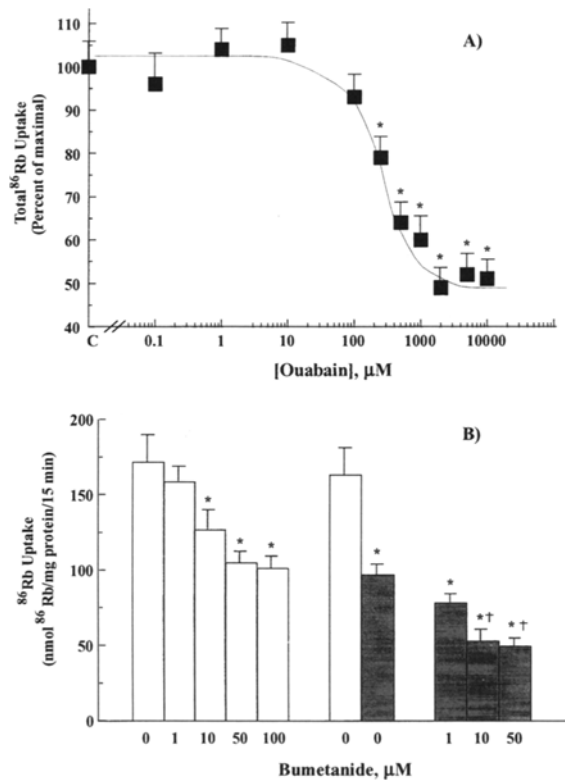 A)
Total ⁸⁶Rb Uptake
(Percent of maximal)
110
100
90
80
70
60
50
40
* * * * * *
C 0.1 1 10 100 1000 10000
[Ouabain], µM
B)
⁸⁶Rb Uptake
(nmol ⁸⁶ Rb/mg protein/15 min)
200
150
100
50
0
* * * * * *† *†
0 1 10 50 100 0 0 1 10 50
Bumetanide, µM